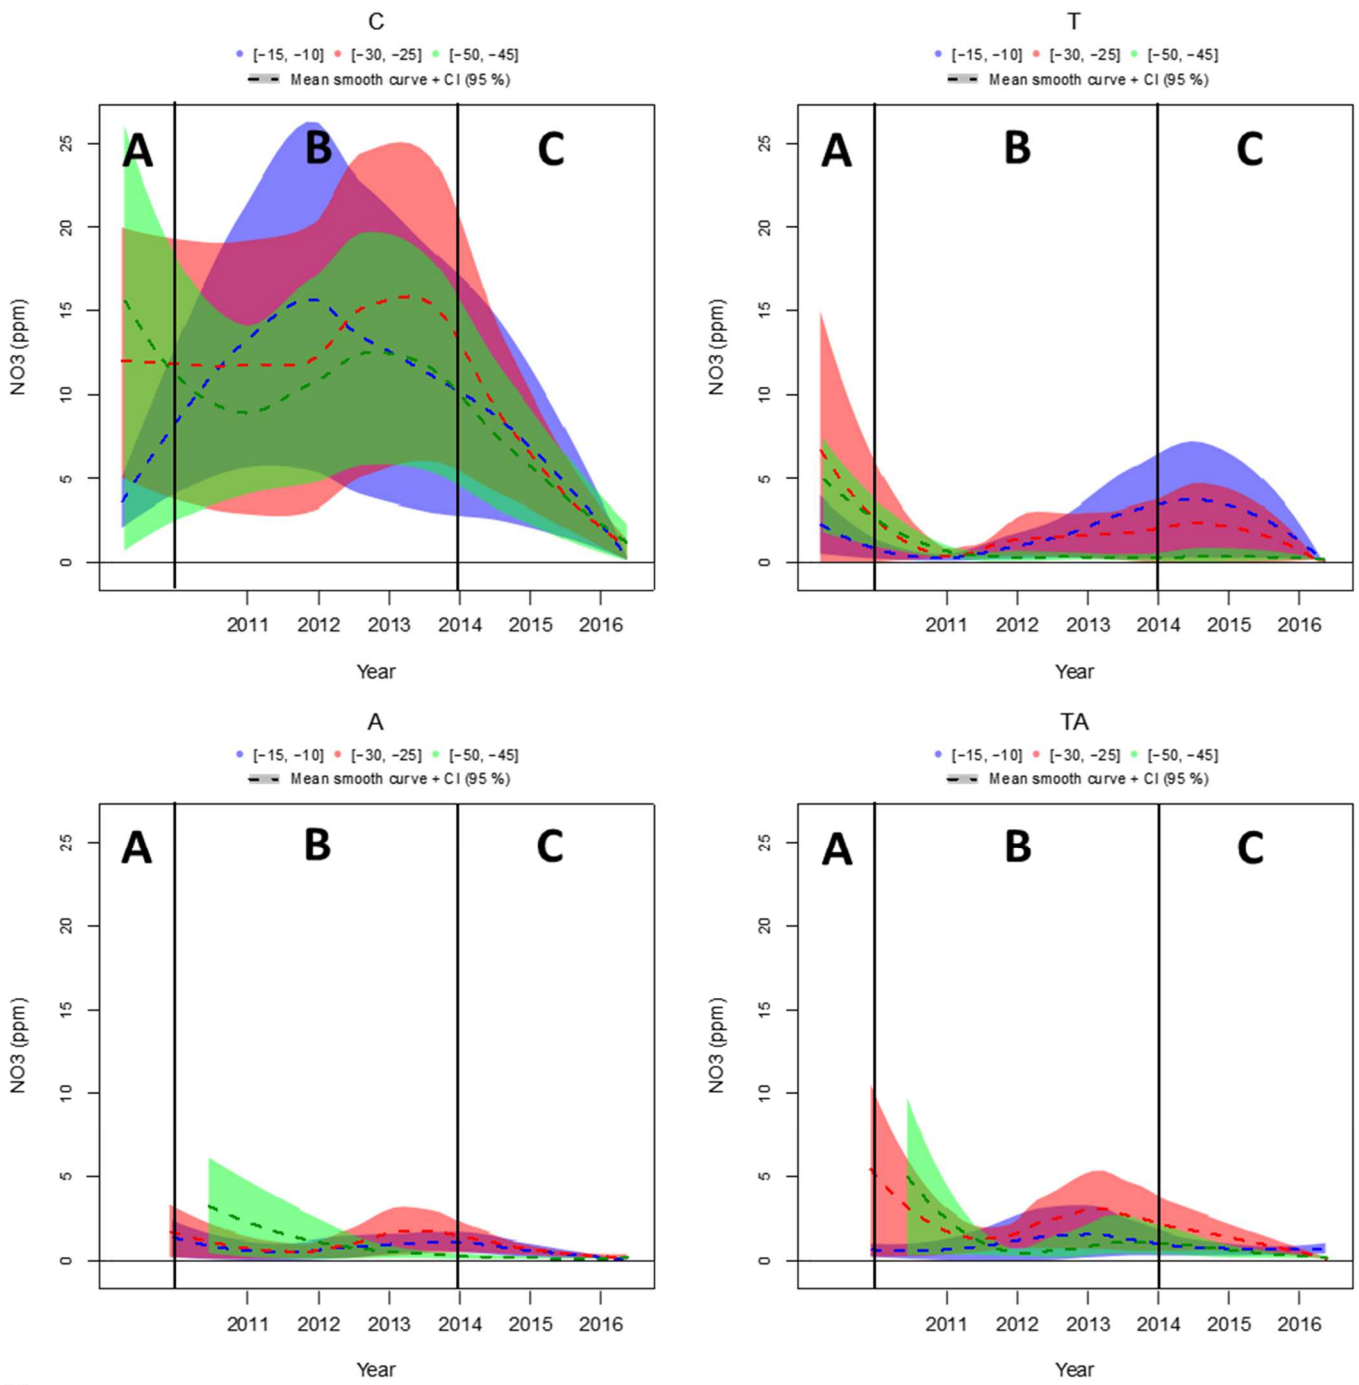 C
[−15, −10] [−30, −25] [−50, −45]
Mean smooth curve + CI (95 %)
A B C
NO3 (ppm)
25
20
15
10
5
0
2011 2012 2013 2014 2015 2016
Year
T
[−15, −10] [−30, −25] [−50, −45]
Mean smooth curve + CI (95 %)
A B C
NO3 (ppm)
25
20
15
10
5
0
2011 2012 2013 2014 2015 2016
Year
A
[−15, −10] [−30, −25] [−50, −45]
Mean smooth curve + CI (95 %)
A B C
NO3 (ppm)
25
20
15
10
5
0
2011 2012 2013 2014 2015 2016
Year
TA
[−15, −10] [−30, −25] [−50, −45]
Mean smooth curve + CI (95 %)
A B C
NO3 (ppm)
25
20
15
10
5
0
2011 2012 2013 2014 2015 2016
Year